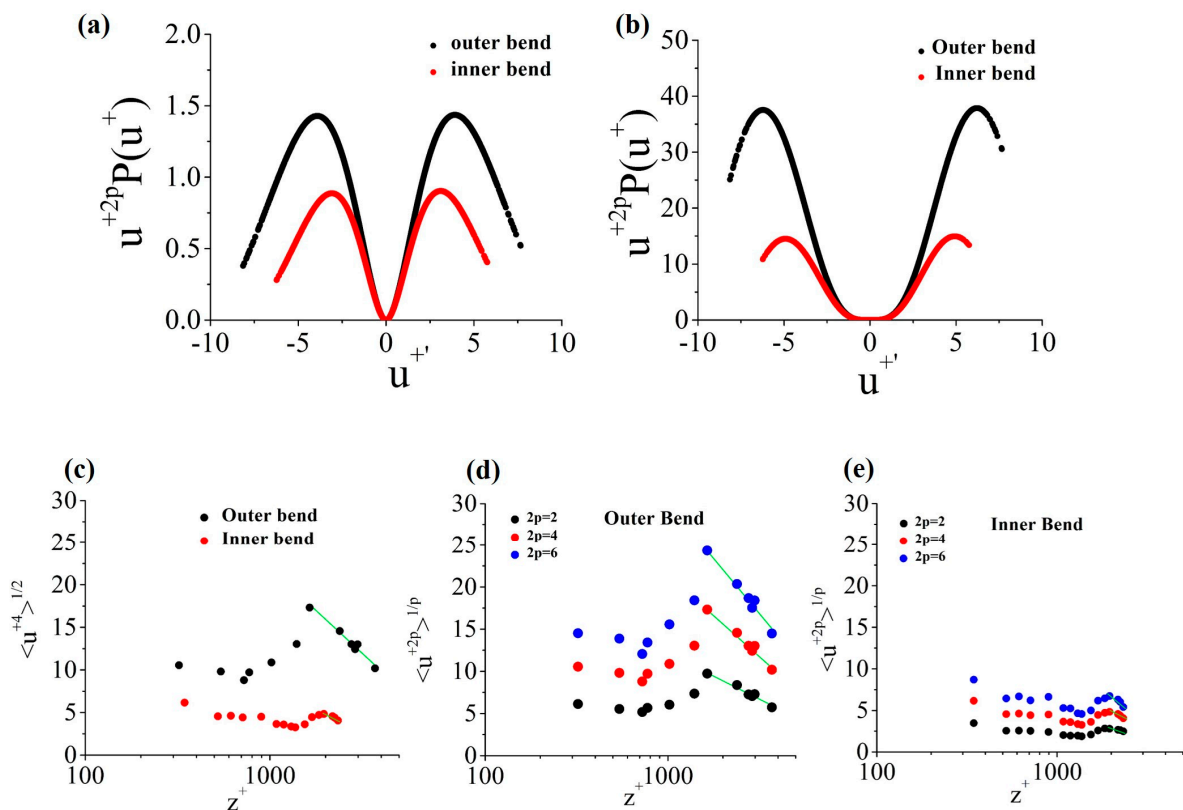 (a)
outer bend
inner bend
2.0
1.5
1.0
0.5
0.0
u+2pP(u+)
-10
-5
0
5
10
u+'
(b)
Outer bend
Inner bend
50
40
30
20
10
0
u+2pP(u+)
-10
-5
0
5
10
u+'
(c)
Outer bend
Inner bend
30
25
20
15
10
5
0
<u+4>1/2
100
1000
z+
(d)
2p=2
2p=4
2p=6
Outer Bend
30
25
20
15
10
5
0
<u+2p>1/p
100
1000
z+
(e)
2p=2
2p=4
2p=6
Inner Bend
30
25
20
15
10
5
0
<u+2p>1/p
100
1000
z+